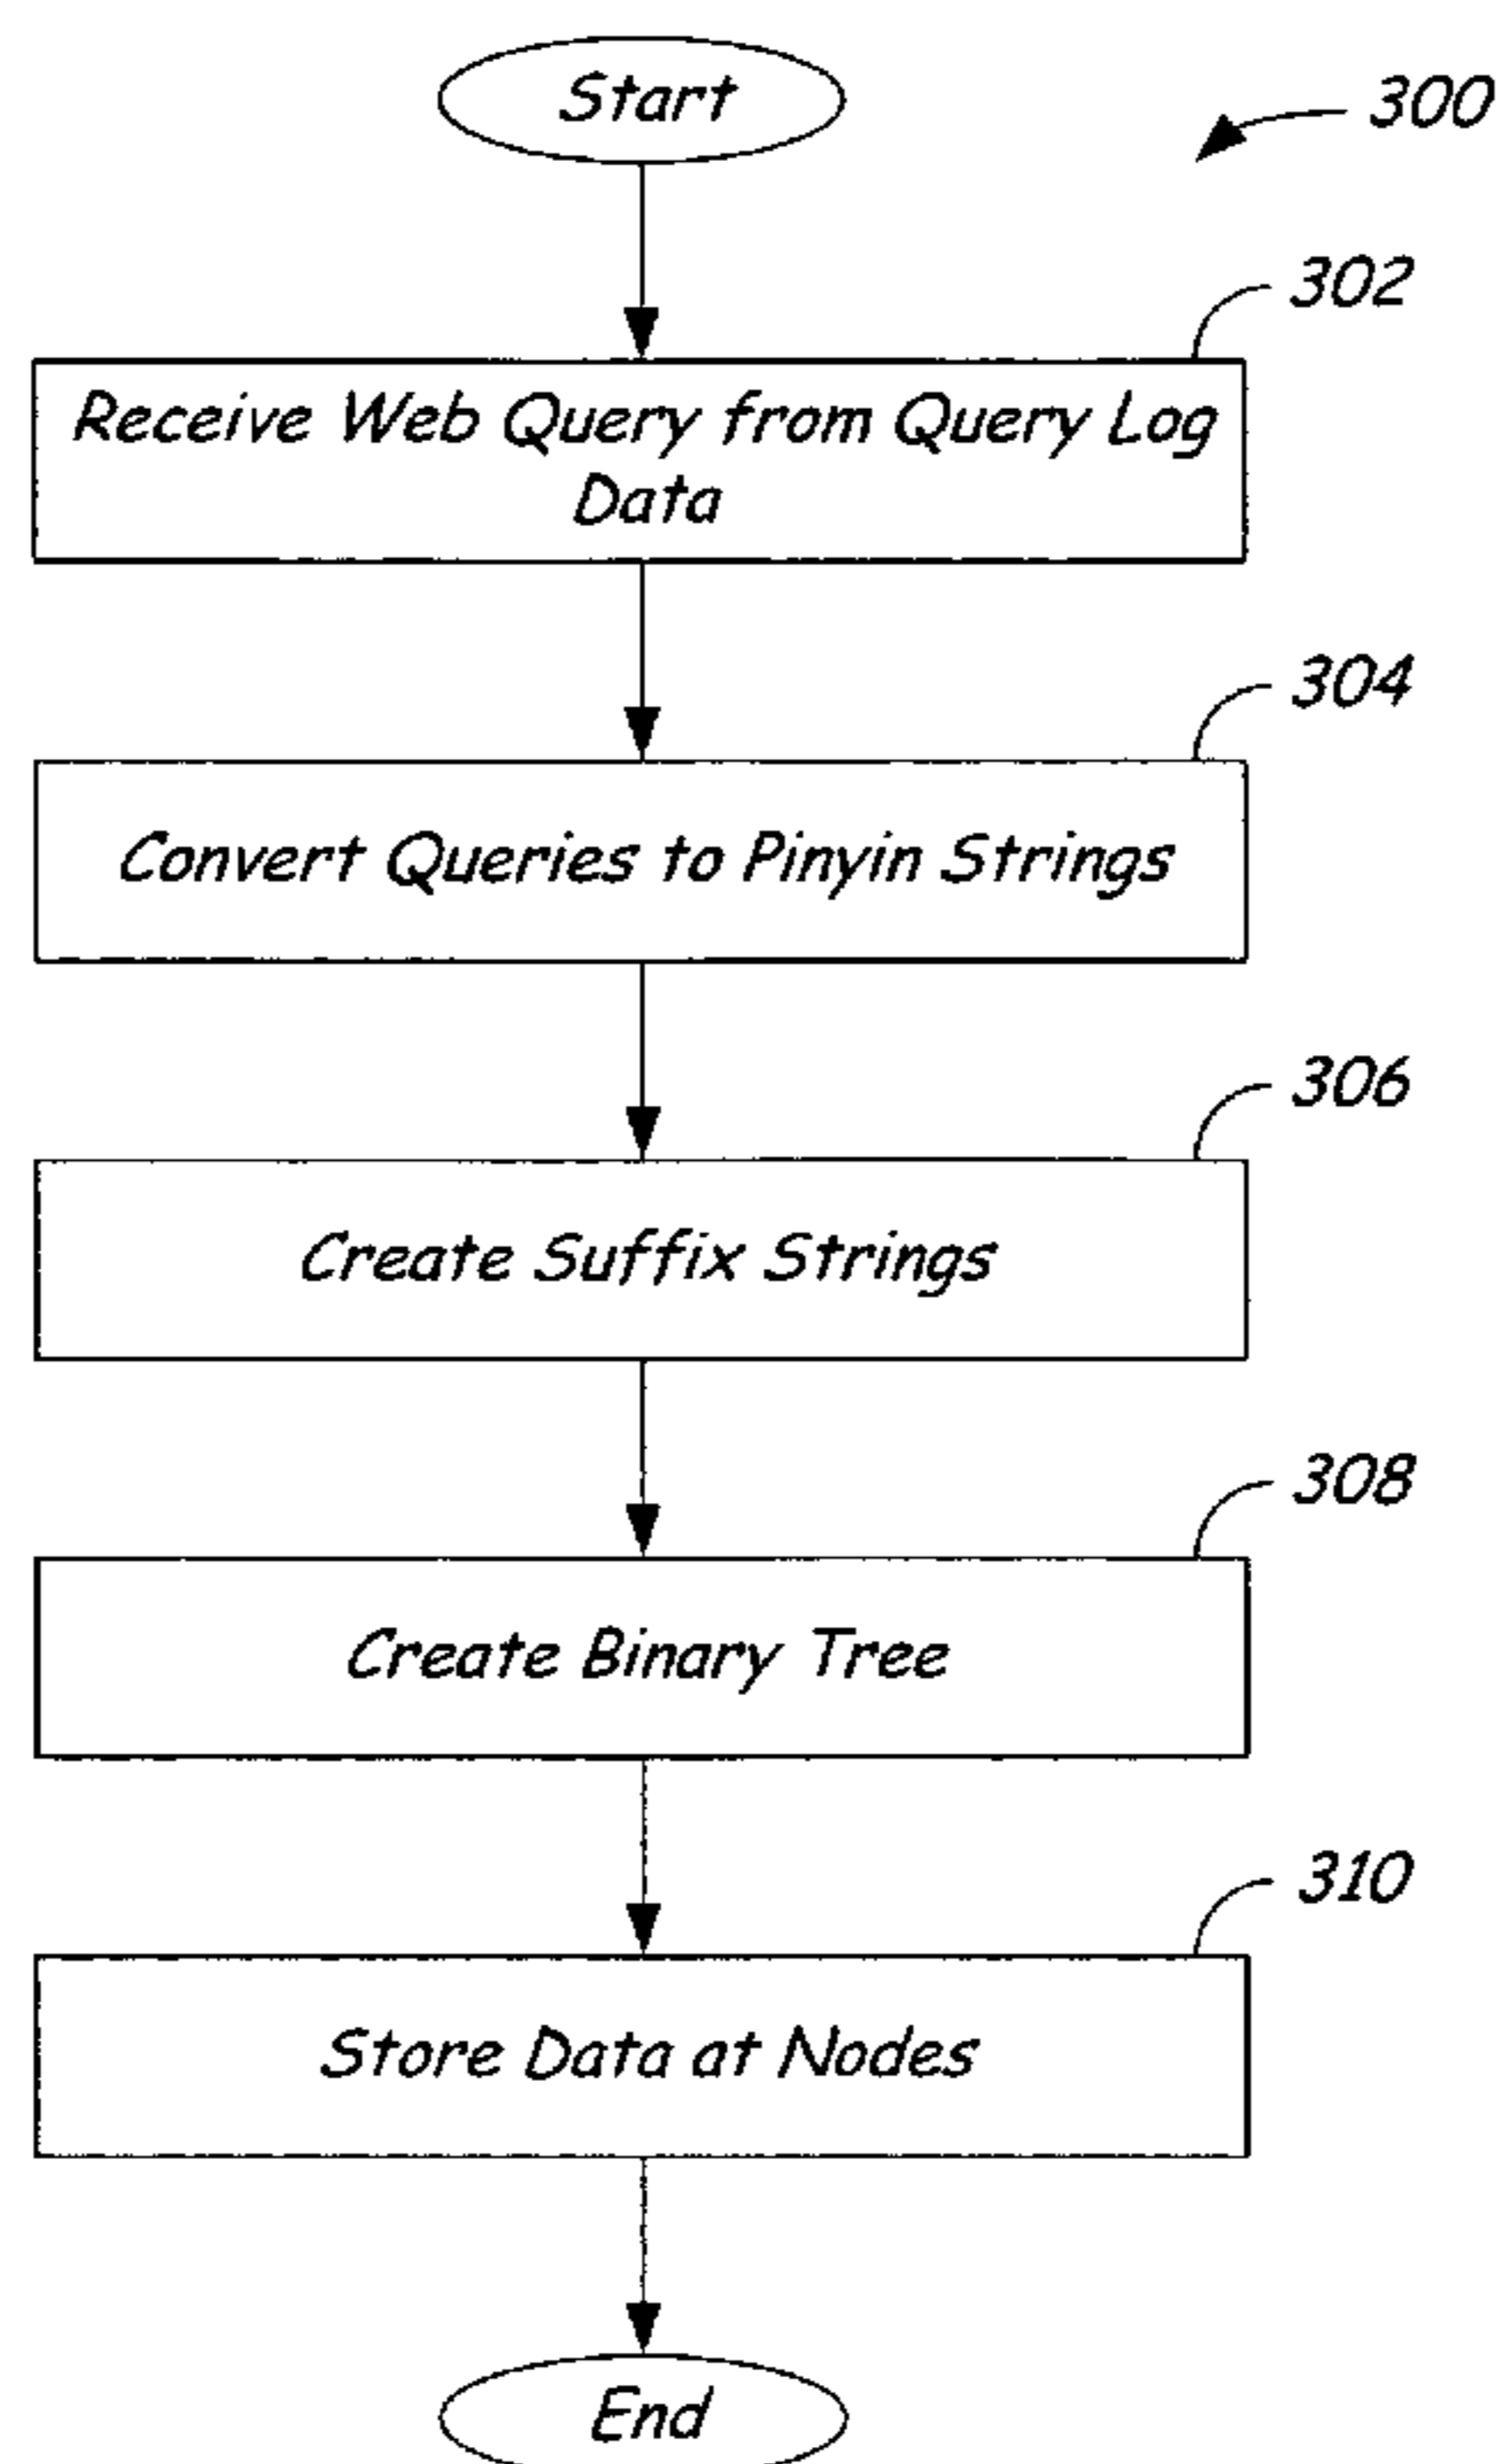 Start
300
302
Receive Web Query from Query Log
Data
304
Convert Queries to Pinyin Strings
306
Create Suffix Strings
308
Create Binary Tree
310
Store Data at Nodes
End